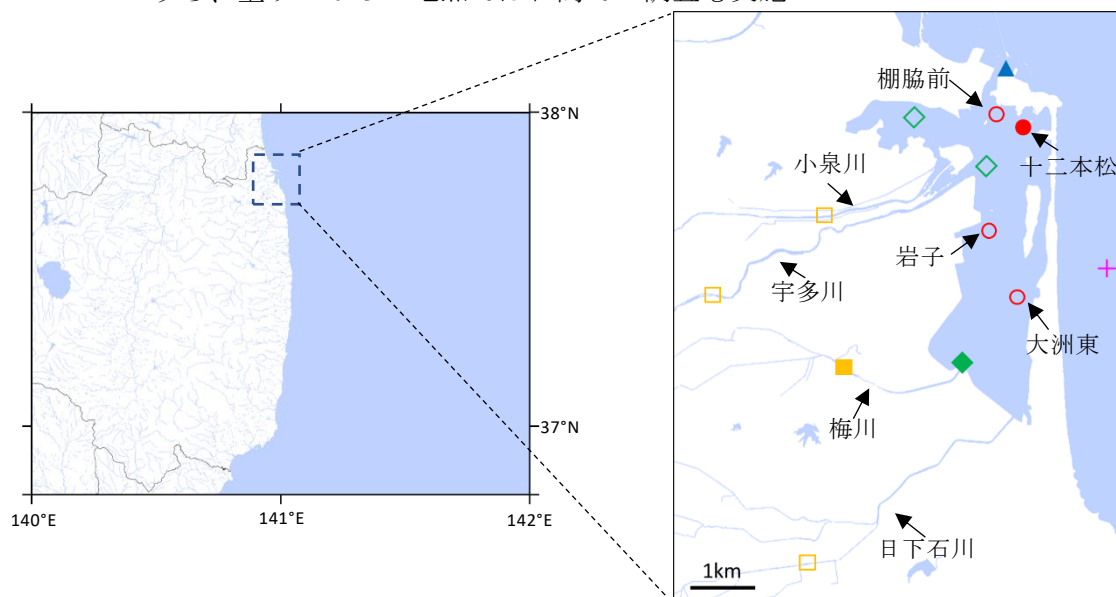 38°N
37°N
140°E
141°E
142°E
棚脇前
十二本松
小泉川
岩子
宇多川
大洲東
梅川
日下石川
1km